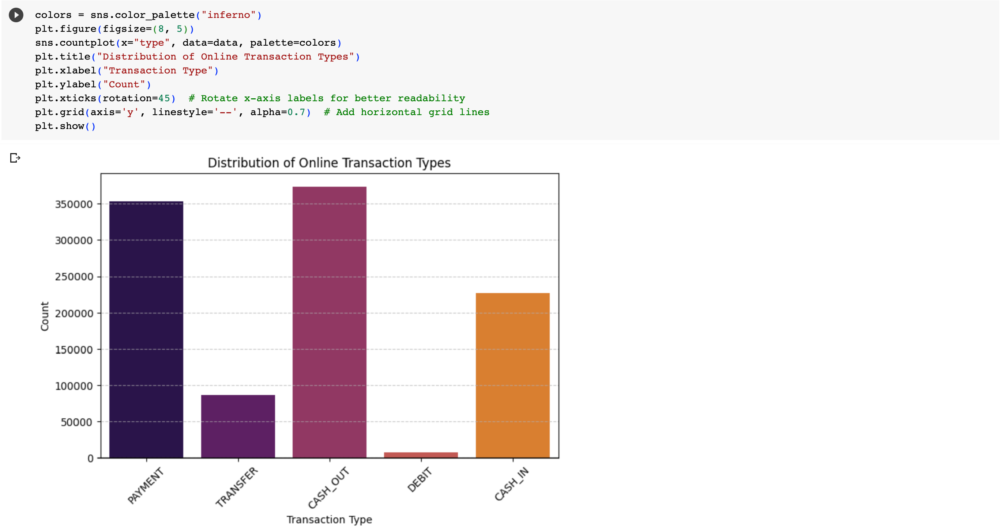 colors = sns.color_palette("inferno")
plt.figure(figsize=(8, 5))
sns.countplot(x="type", data=data, palette=colors)
plt.title("Distribution of Online Transaction Types")
plt.xlabel("Transaction Type")
plt.ylabel("Count")
plt.xticks(rotation=45)  # Rotate x-axis labels for better readability
plt.grid(axis='y', linestyle='--', alpha=0.7)  # Add horizontal grid lines
plt.show()
Distribution of Online Transaction Types
350000
300000
250000
200000
150000
100000
50000
0
Count
PAYMENT
TRANSFER
CASH_OUT
DEBIT
CASH_IN
Transaction Type